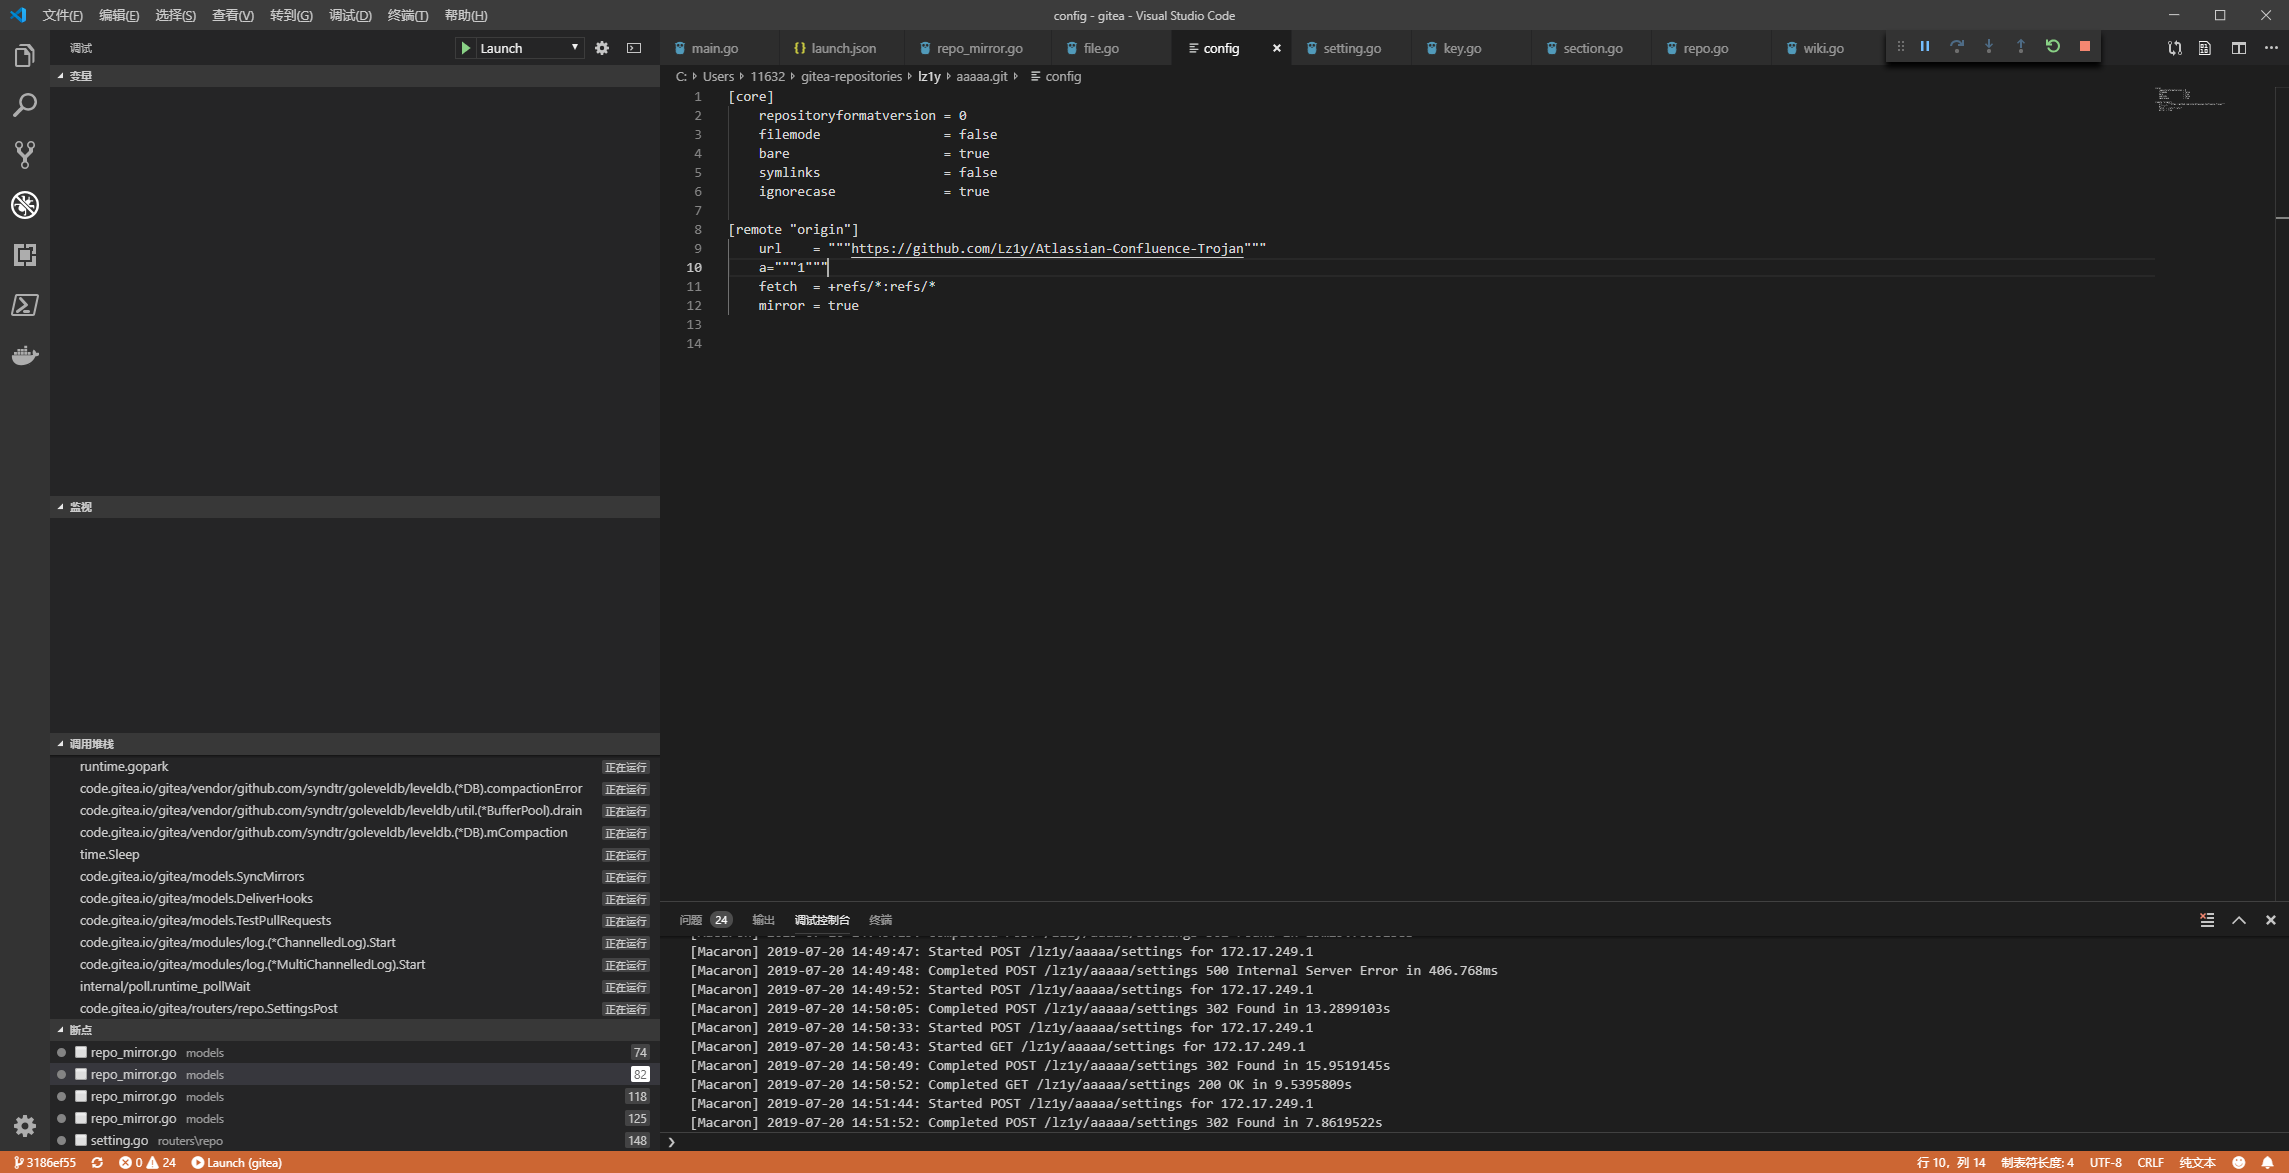 文件(F) 编辑(E) 选择(S) 查看(V) 转到(G) 调试(D) 终端(T) 帮助(H)
config - gitea - Visual Studio Code
调试
Launch
main.go
launch.json
repo_mirror.go
file.go
config
setting.go
key.go
section.go
repo.go
wiki.go
变量
C: Users 11632 gitea-repositories lz1y aaaaa.git config
1 [core]
2 repositoryformatversion = 0
3 filemode = false
4 bare = true
5 symlinks = false
6 ignorecase = true
7
8 [remote "origin"]
9 url = """https://github.com/Lz1y/Atlassian-Confluence-Trojan"""
10 a="""1"""
11 fetch = +refs/*:refs/*
12 mirror = true
13
14
监视
调用堆栈
runtime.gopark 正在运行
code.gitea.io/gitea/vendor/github.com/syndtr/goleveldb/leveldb.(*DB).compactionError 正在运行
code.gitea.io/gitea/vendor/github.com/syndtr/goleveldb/leveldb/util.(*BufferPool).drain 正在运行
code.gitea.io/gitea/vendor/github.com/syndtr/goleveldb/leveldb.(*DB).mCompaction 正在运行
time.Sleep 正在运行
code.gitea.io/gitea/models.SyncMirrors 正在运行
code.gitea.io/gitea/models.DeliverHooks 正在运行
code.gitea.io/gitea/models.TestPullRequests 正在运行
code.gitea.io/gitea/modules/log.(*ChannelledLog).Start 正在运行
code.gitea.io/gitea/modules/log.(*MultiChannelledLog).Start 正在运行
internal/poll.runtime_pollWait 正在运行
code.gitea.io/gitea/routers/repo.SettingsPost 正在运行
断点
repo_mirror.go models 74
repo_mirror.go models 82
repo_mirror.go models 118
repo_mirror.go models 125
setting.go routers\repo 148
问题 24 输出 调试控制台 终端
[Macaron] 2019-07-20 14:49:47: Started POST /lz1y/aaaaa/settings for 172.17.249.1
[Macaron] 2019-07-20 14:49:48: Completed POST /lz1y/aaaaa/settings 500 Internal Server Error in 406.768ms
[Macaron] 2019-07-20 14:49:52: Started POST /lz1y/aaaaa/settings for 172.17.249.1
[Macaron] 2019-07-20 14:50:05: Completed POST /lz1y/aaaaa/settings 302 Found in 13.2899103s
[Macaron] 2019-07-20 14:50:33: Started POST /lz1y/aaaaa/settings for 172.17.249.1
[Macaron] 2019-07-20 14:50:43: Started GET /lz1y/aaaaa/settings for 172.17.249.1
[Macaron] 2019-07-20 14:50:49: Completed POST /lz1y/aaaaa/settings 302 Found in 15.9519145s
[Macaron] 2019-07-20 14:50:52: Completed GET /lz1y/aaaaa/settings 200 OK in 9.5395809s
[Macaron] 2019-07-20 14:51:44: Started POST /lz1y/aaaaa/settings for 172.17.249.1
[Macaron] 2019-07-20 14:51:52: Completed POST /lz1y/aaaaa/settings 302 Found in 7.8619522s
3186ef55 0 24 Launch (gitea)
行 10，列 14 制表符长度: 4 UTF-8 CRLF 纯文本